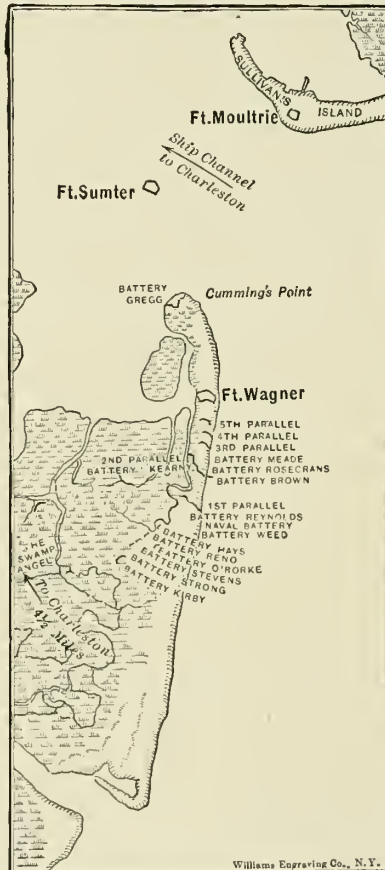 SULLIVAN'S
ISLAND
Ft. Moultrie
Ship Channel
to Charleston
Ft. Sumter
BATTERY
GREGG
Cumming's Point
Ft. Wagner
5TH PARALLEL
4TH PARALLEL
3RD PARALLEL
2ND PARALLEL
BATTERY MEADE
BATTERY KEARNY
BATTERY ROSECRANS
BATTERY BROWN
1ST PARALLEL
BATTERY REYNOLDS
NAVAL BATTERY
BATTERY WEED
BATTERY HAYS
BATTERY RENO
BATTERY O'RORKE
BATTERY STEVENS
BATTERY STRONG
BATTERY KIRBY
THE
SWAMP
ANGEL
To Charleston
4½ Miles
Williams Engraving Co., N.Y.